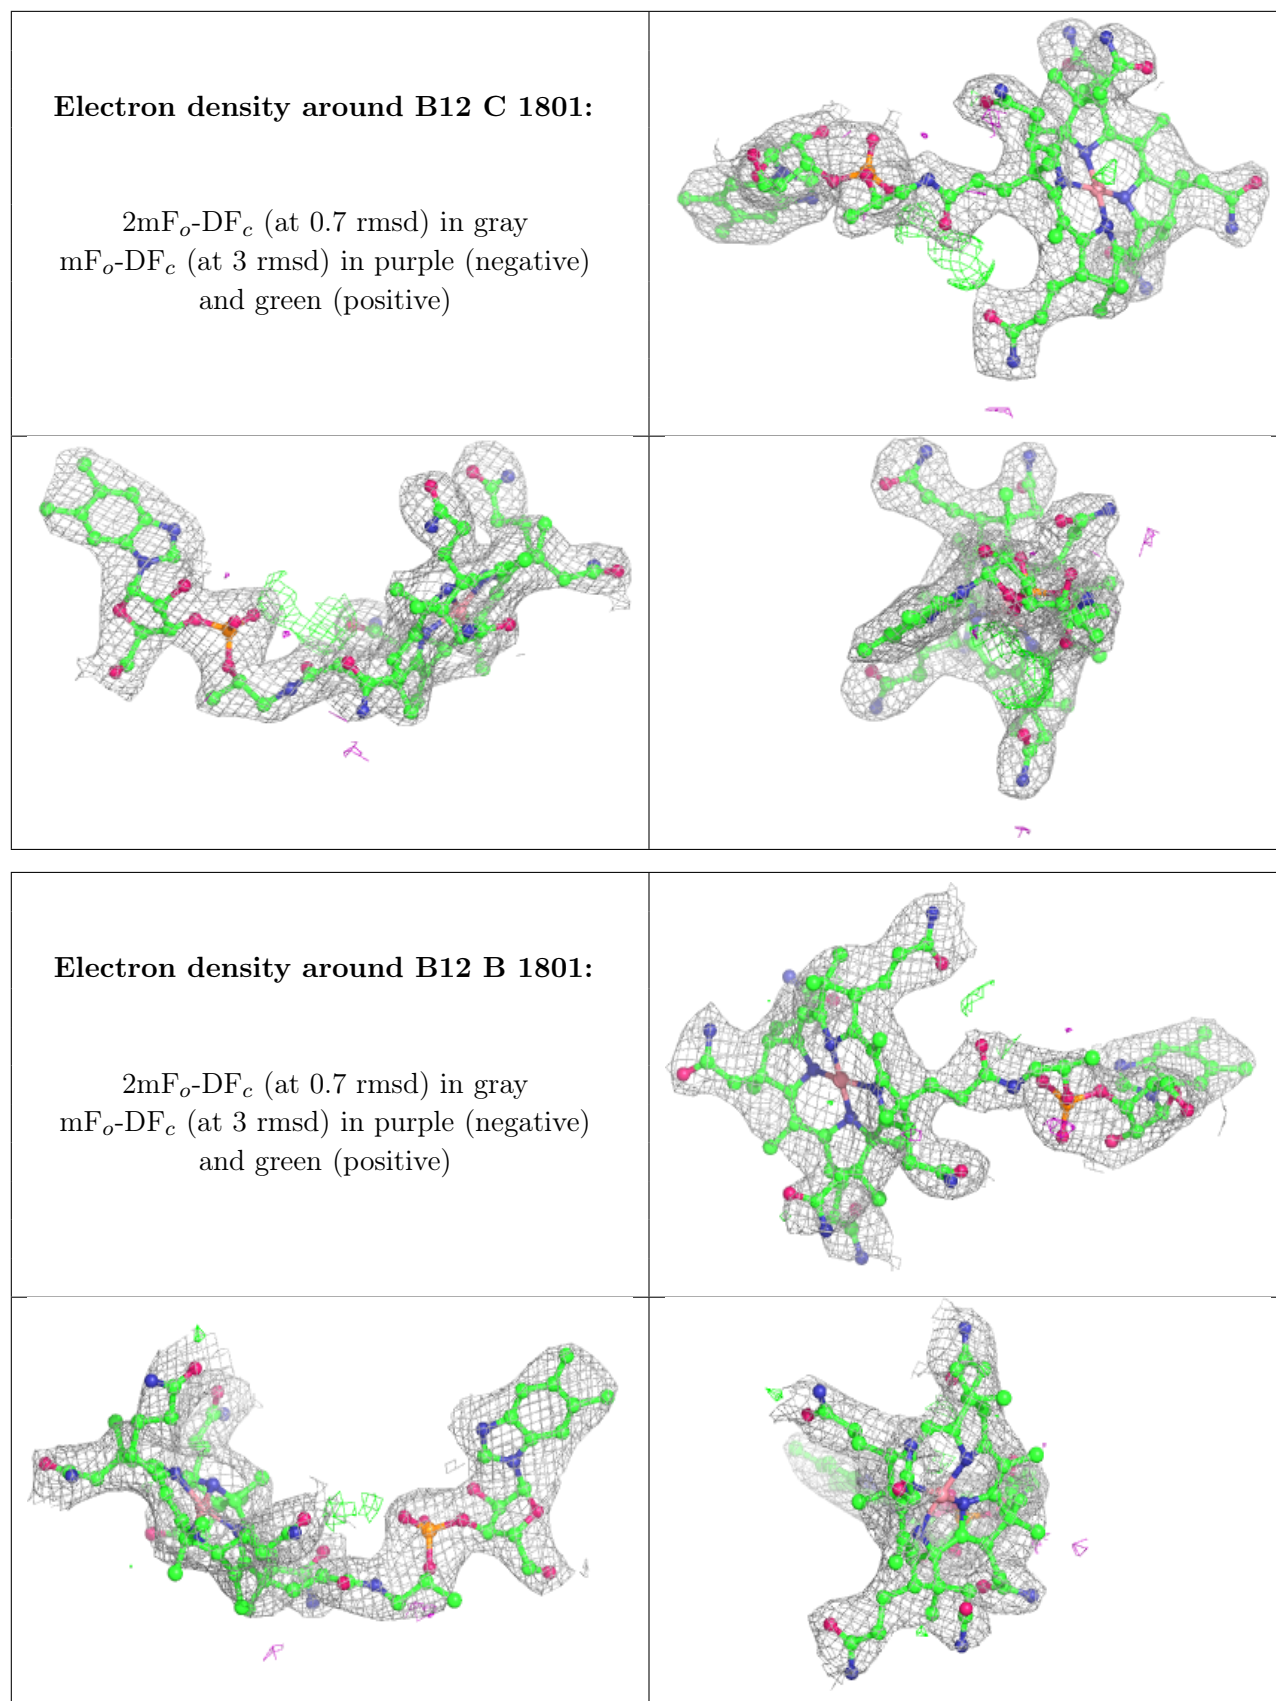 Electron density around B12 C 1801:
2mFo-DFc (at 0.7 rmsd) in gray
mFo-DFc (at 3 rmsd) in purple (negative)
and green (positive)
Electron density around B12 B 1801:
2mFo-DFc (at 0.7 rmsd) in gray
mFo-DFc (at 3 rmsd) in purple (negative)
and green (positive)